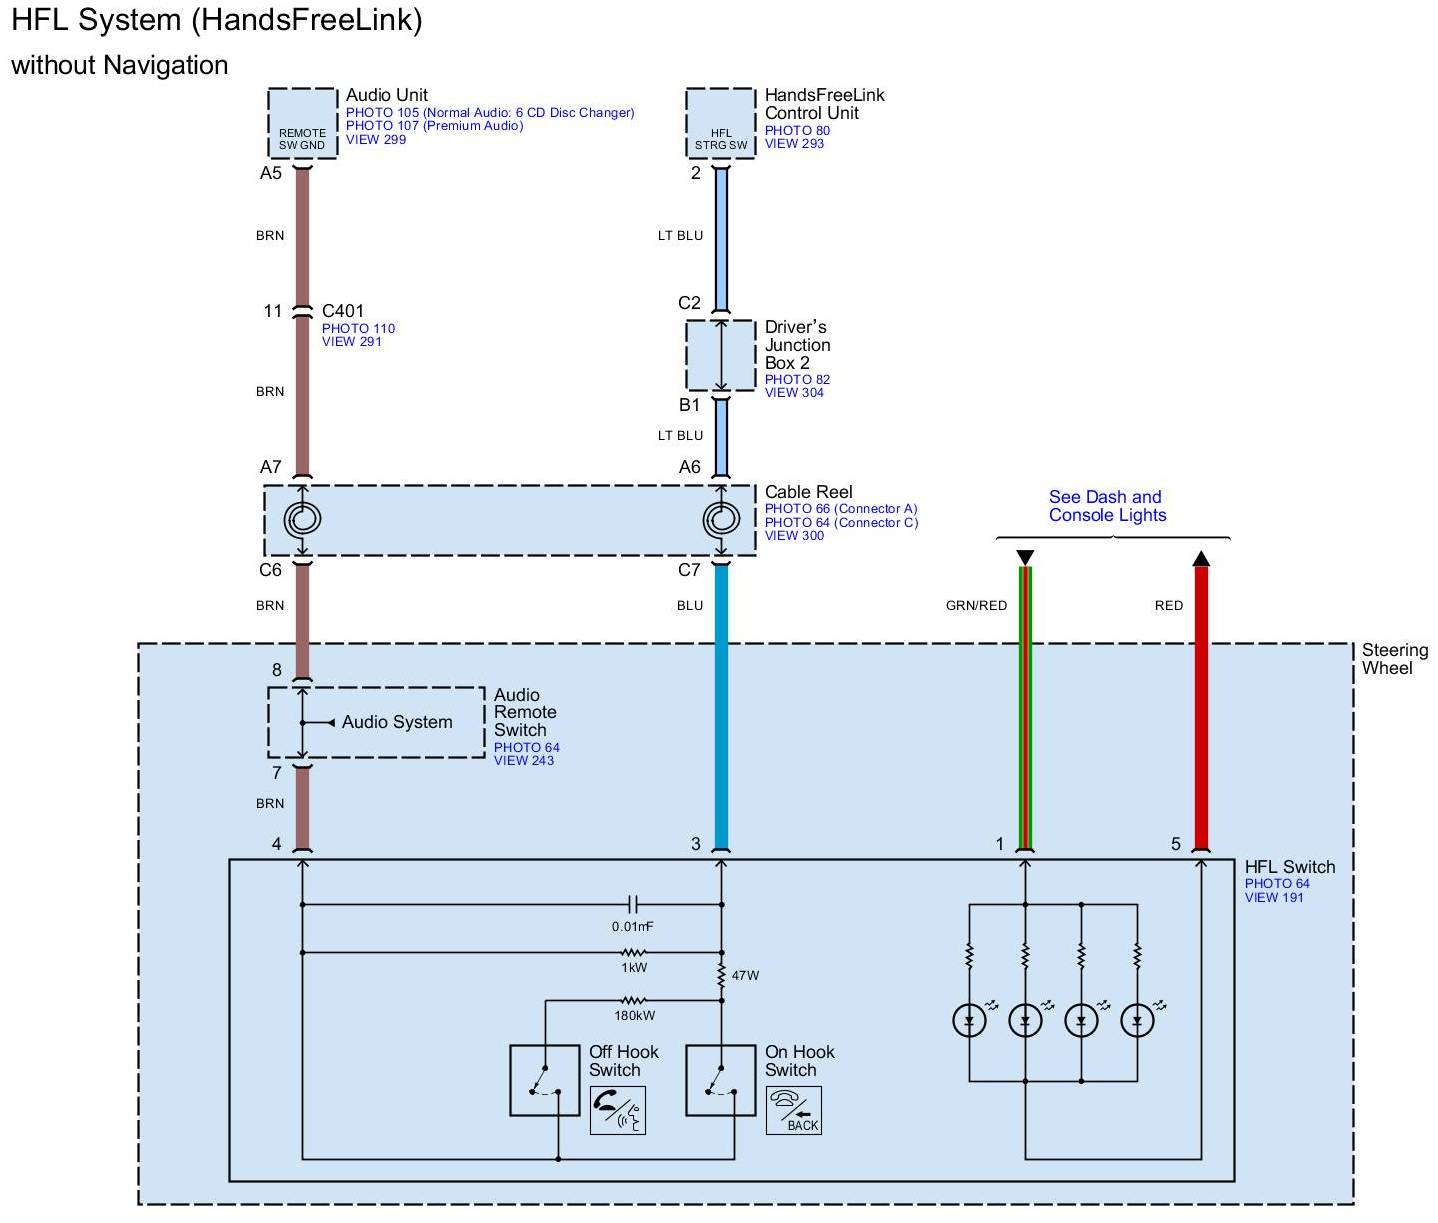 HFL System (HandsFreeLink)
without Navigation
REMOTE
SW GND
Audio Unit
PHOTO 105 (Normal Audio: 6 CD Disc Changer)
PHOTO 107 (Premium Audio)
VIEW 299
HFL
STRG SW
HandsFreeLink
Control Unit
PHOTO 80
VIEW 293
A5
2
BRN
LT BLU
11
C401
PHOTO 110
VIEW 291
C2
Driver's
Junction
Box 2
PHOTO 82
VIEW 304
BRN
B1
LT BLU
A7
A6
Cable Reel
PHOTO 66 (Connector A)
PHOTO 64 (Connector C)
VIEW 300
See Dash and
Console Lights
C6
C7
BRN
BLU
GRN/RED
RED
Steering
Wheel
8
Audio System
Audio
Remote
Switch
PHOTO 64
VIEW 243
7
BRN
4
3
1
5
HFL Switch
PHOTO 64
VIEW 191
0.01mF
1kW
47W
180kW
Off Hook
Switch
On Hook
Switch
BACK